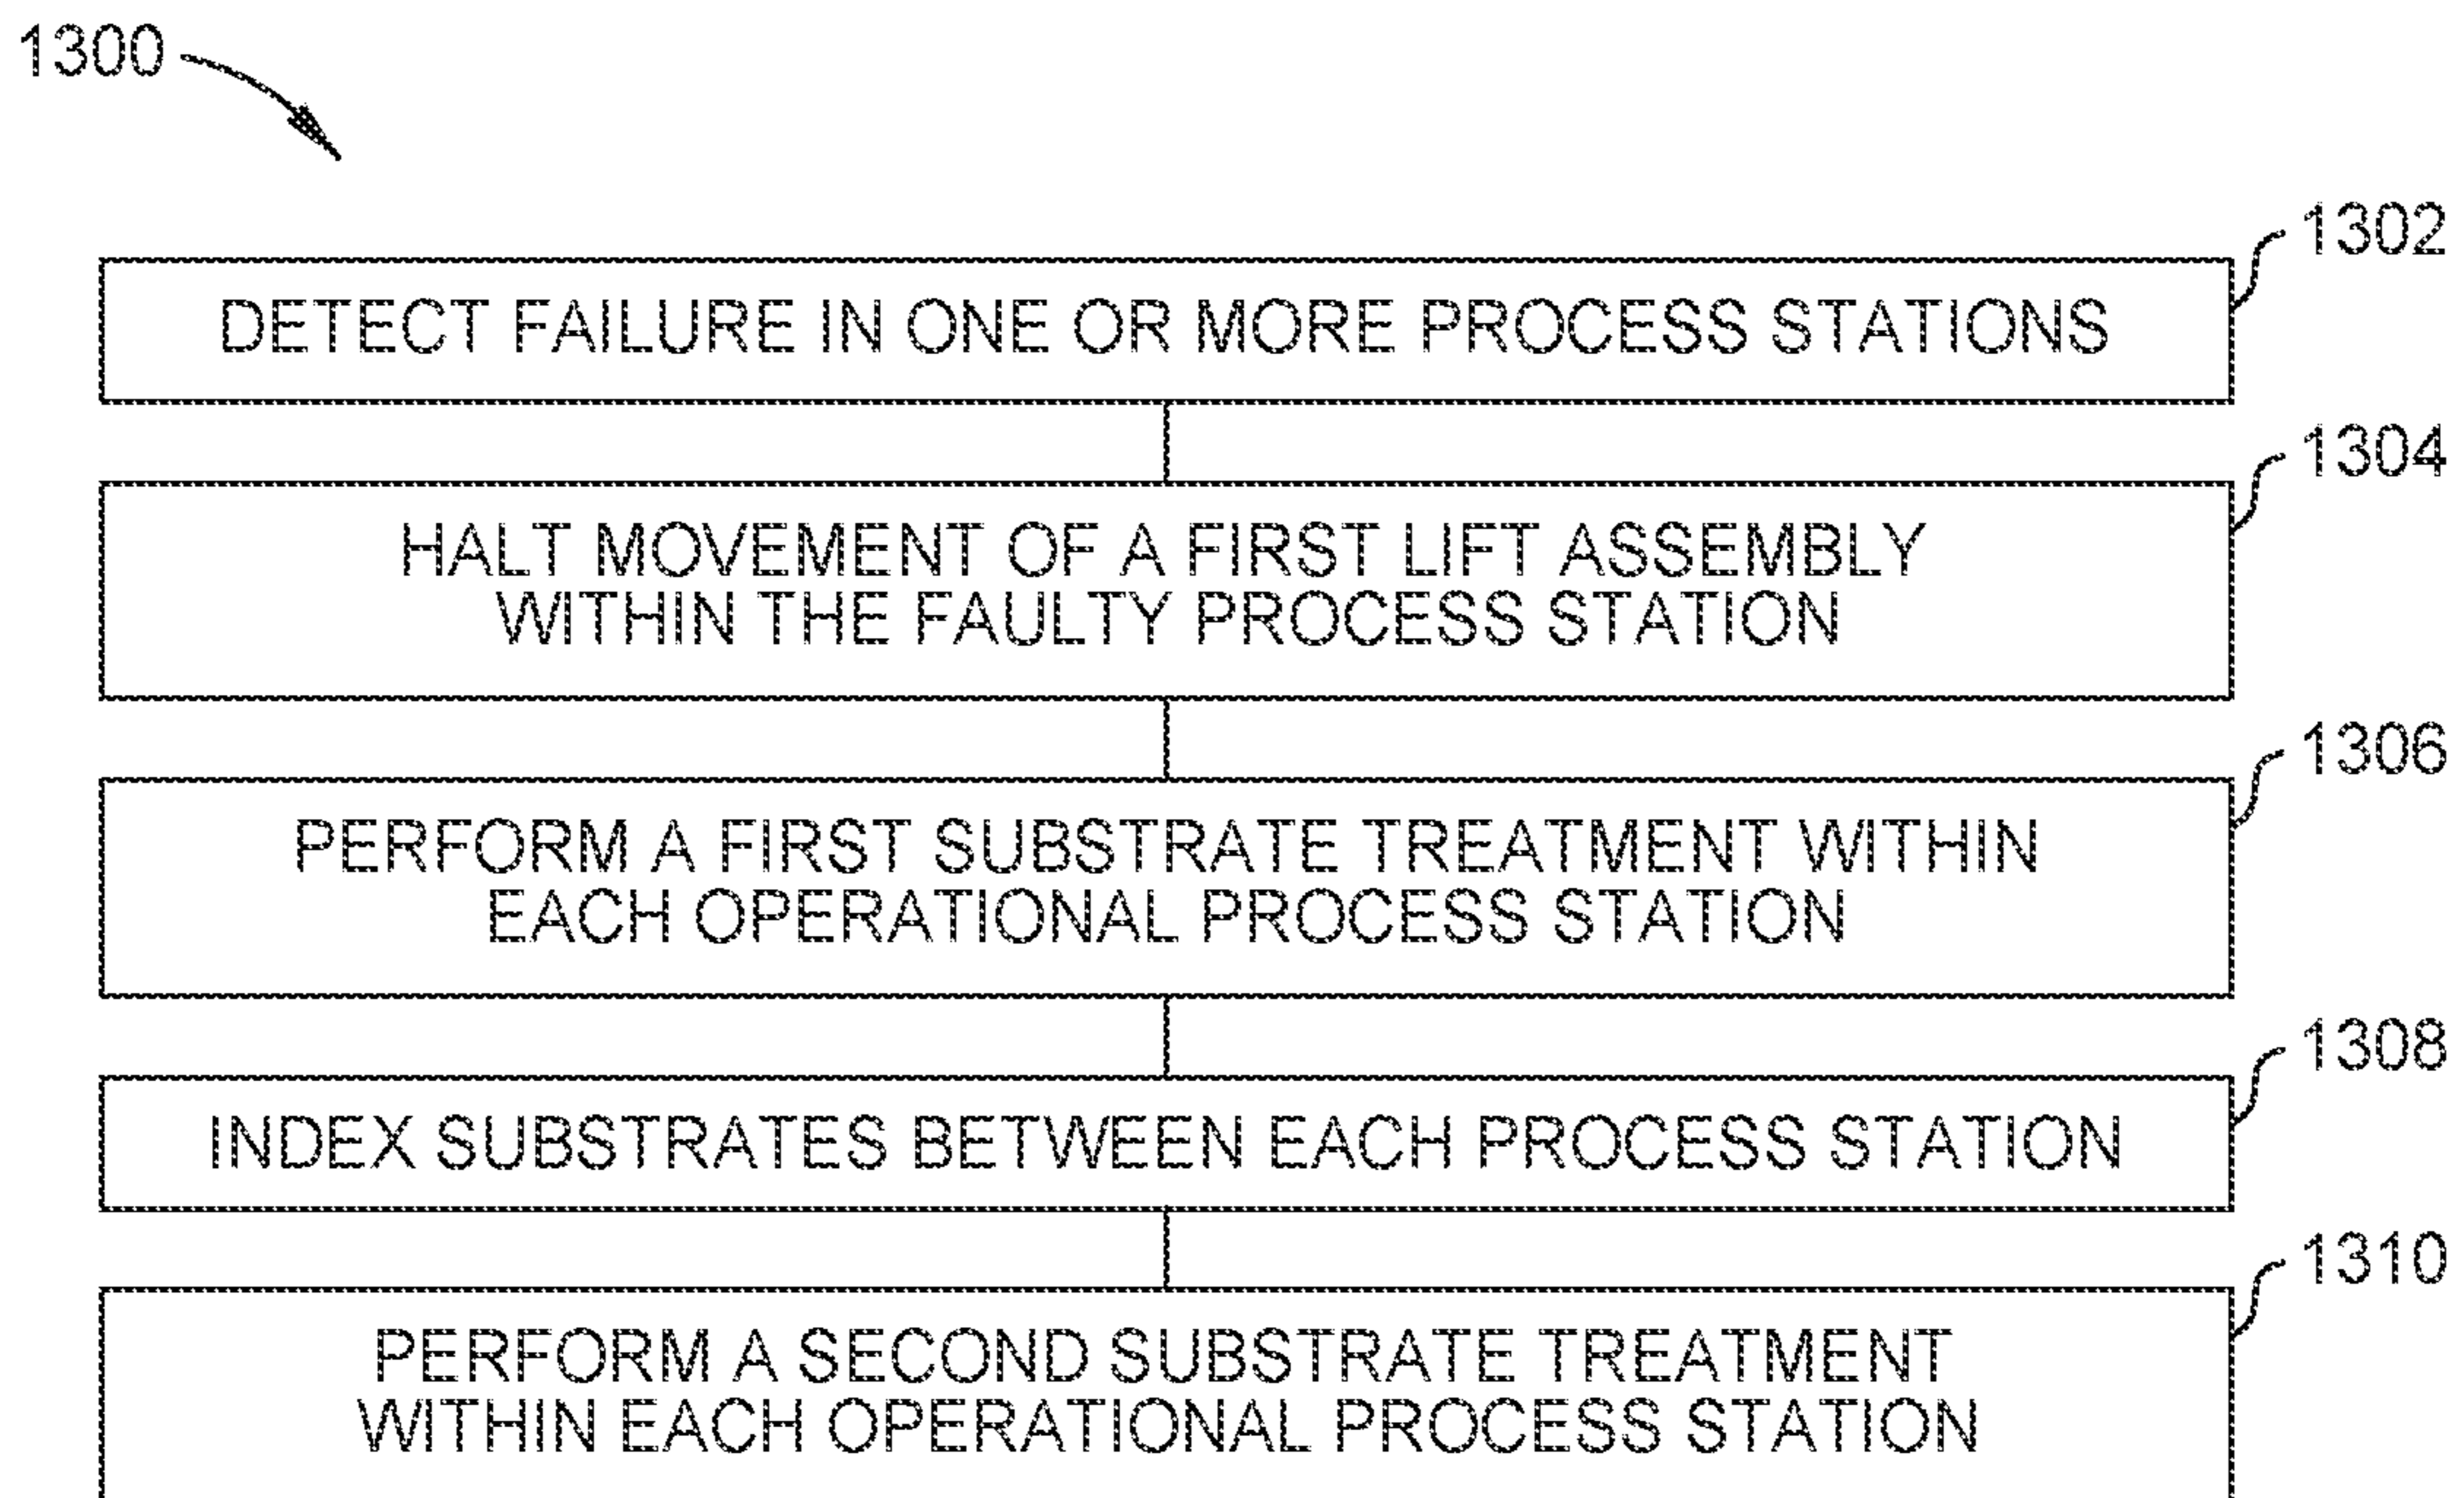 1300
1302
DETECT FAILURE IN ONE OR MORE PROCESS STATIONS
1304
HALT MOVEMENT OF A FIRST LIFT ASSEMBLY
WITHIN THE FAULTY PROCESS STATION
1306
PERFORM A FIRST SUBSTRATE TREATMENT WITHIN
EACH OPERATIONAL PROCESS STATION
1308
INDEX SUBSTRATES BETWEEN EACH PROCESS STATION
1310
PERFORM A SECOND SUBSTRATE TREATMENT
WITHIN EACH OPERATIONAL PROCESS STATION